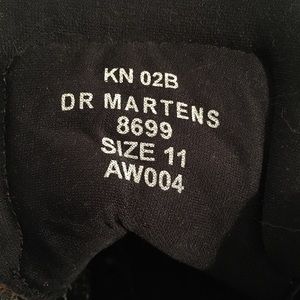 KN 02B
DR MARTENS
8699
SIZE 11
AW004